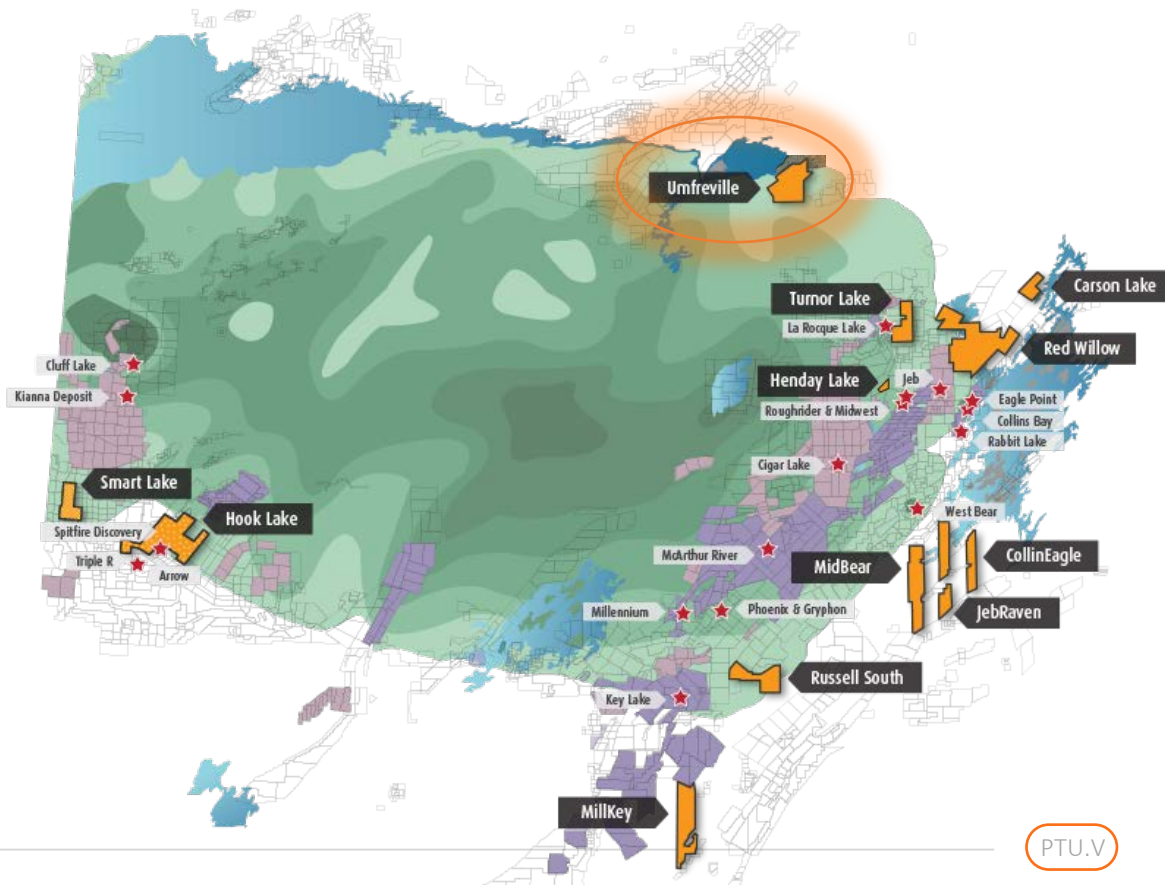 Umfreville
Carson Lake
Turnor Lake
La Rocque Lake
Red Willow
Cluff Lake
Henday Lake
Jeb
Kianna Deposit
Eagle Point
Roughrider & Midwest
Collins Bay
Rabbit Lake
Cigar Lake
Smart Lake
Hook Lake
West Bear
Spitfire Discovery
McArthur River
CollinEagle
Triple R
MidBear
Arrow
Millennium
Phoenix & Gryphon
JebRaven
Russell South
Key Lake
MillKey
PTU.V